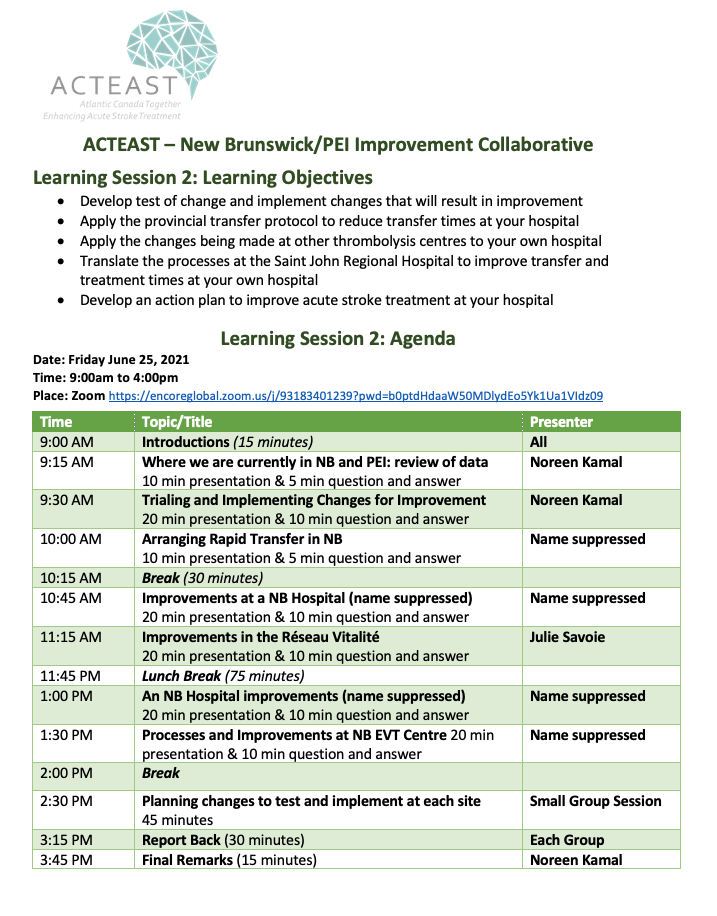 ACTEAST
Atlantic Canada Together
Enhancing Acute Stroke Treatment
ACTEAST – New Brunswick/PEI Improvement Collaborative
Learning Session 2: Learning Objectives
• Develop test of change and implement changes that will result in improvement
• Apply the provincial transfer protocol to reduce transfer times at your hospital
• Apply the changes being made at other thrombolysis centres to your own hospital
• Translate the processes at the Saint John Regional Hospital to improve transfer and
treatment times at your own hospital
• Develop an action plan to improve acute stroke treatment at your hospital
Learning Session 2: Agenda
Date: Friday June 25, 2021
Time: 9:00am to 4:00pm
Place: Zoom https://encoreglobal.zoom.us/j/93183401239?pwd=b0ptdHdaaW50MDlydEo5Yk1Ua1VIdz09
Time Topic/Title Presenter
9:00 AM Introductions (15 minutes) All
9:15 AM Where we are currently in NB and PEI: review of data Noreen Kamal
10 min presentation & 5 min question and answer
9:30 AM Trialing and Implementing Changes for Improvement Noreen Kamal
20 min presentation & 10 min question and answer
10:00 AM Arranging Rapid Transfer in NB Name suppressed
10 min presentation & 5 min question and answer
10:15 AM Break (30 minutes)
10:45 AM Improvements at a NB Hospital (name suppressed) Name suppressed
20 min presentation & 10 min question and answer
11:15 AM Improvements in the Réseau Vitalité Julie Savoie
20 min presentation & 10 min question and answer
11:45 PM Lunch Break (75 minutes)
1:00 PM An NB Hospital improvements (name suppressed) Name suppressed
20 min presentation & 10 min question and answer
1:30 PM Processes and Improvements at NB EVT Centre 20 min Name suppressed
presentation & 10 min question and answer
2:00 PM Break
2:30 PM Planning changes to test and implement at each site Small Group Session
45 minutes
3:15 PM Report Back (30 minutes) Each Group
3:45 PM Final Remarks (15 minutes) Noreen Kamal